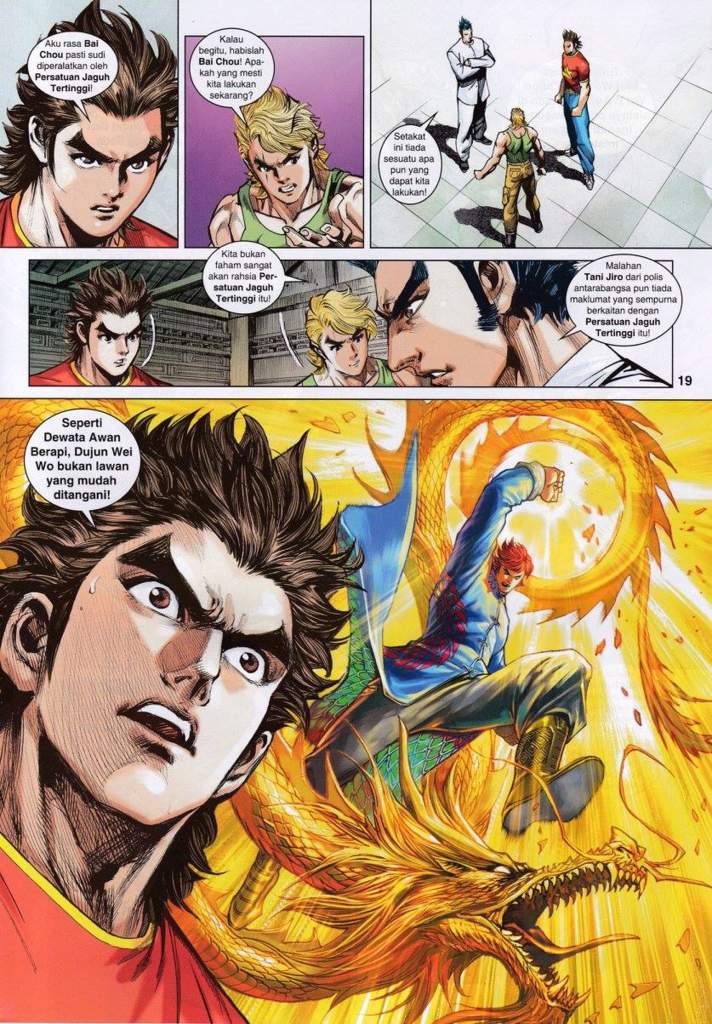 Aku rasa Bai
Chou pasti sudi
diperalatkan oleh
Persatuan Jaguh
Tertinggi!
Kalau
begitu, habislah
Bai Chou! Apa-
kah yang mesti
kita lakukan
sekarang?
Setakat
ini tiada
sesuatu apa
pun yang
dapat kita
lakukan!
Kita bukan
faham sangat
akan rahsia Per-
satuan Jaguh
Tertinggi itu!
Malahan
Tani Jiro dari polis
antarabangsa pun tiada
maklumat yang sempurna
berkaitan dengan
Persatuan Jaguh
Tertinggi itu!
19
Seperti
Dewata Awan
Berapi, Dujun Wei
Wo bukan lawan
yang mudah
ditangani!